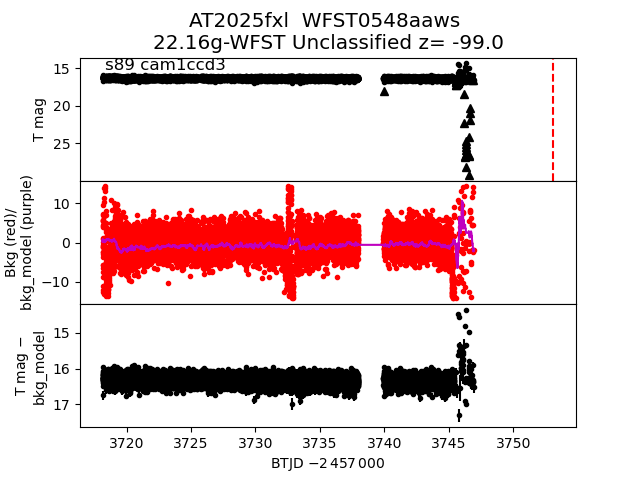 AT2025fxl  WFST0548aaws
22.16g-WFST Unclassified z= -99.0
s89 cam1ccd3
T mag
15
20
25
Bkg (red)/
bkg_model (purple)
10
0
−10
T mag −
bkg_model
15
16
17
3720 3725 3730 3735 3740 3745 3750
BTJD −2 457 000